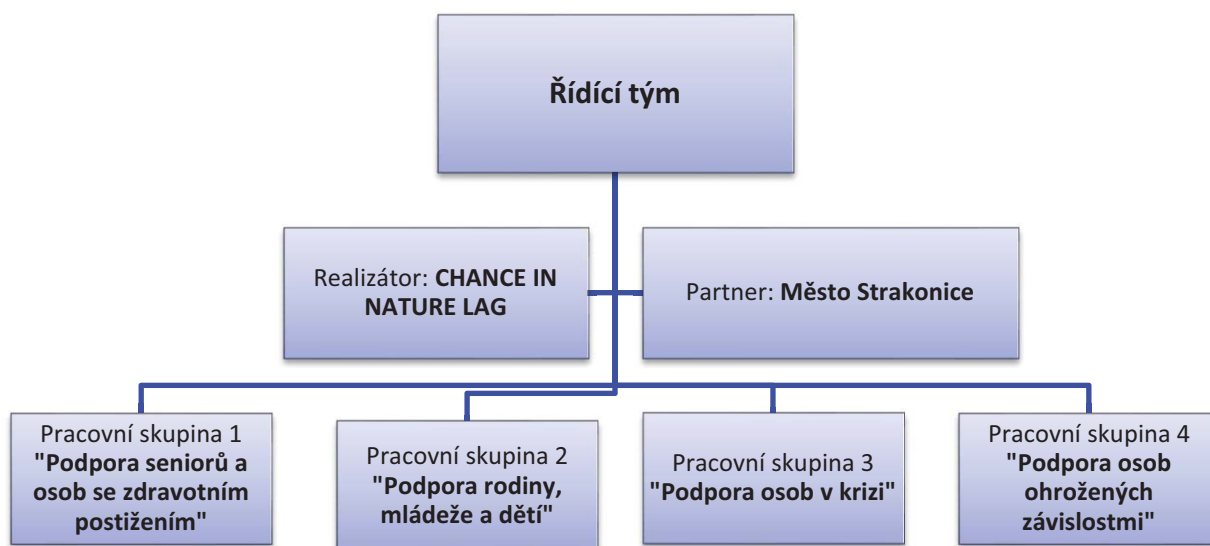 Řídící tým
Realizátor: CHANCE IN
NATURE LAG
Partner: Město Strakonice
Pracovní skupina 1
"Podpora seniorů a
osob se zdravotním
postižením"
Pracovní skupina 2
"Podpora rodiny,
mládeže a dětí"
Pracovní skupina 3
"Podpora osob v krizi"
Pracovní skupina 4
"Podpora osob
ohrožených
závislostmi"